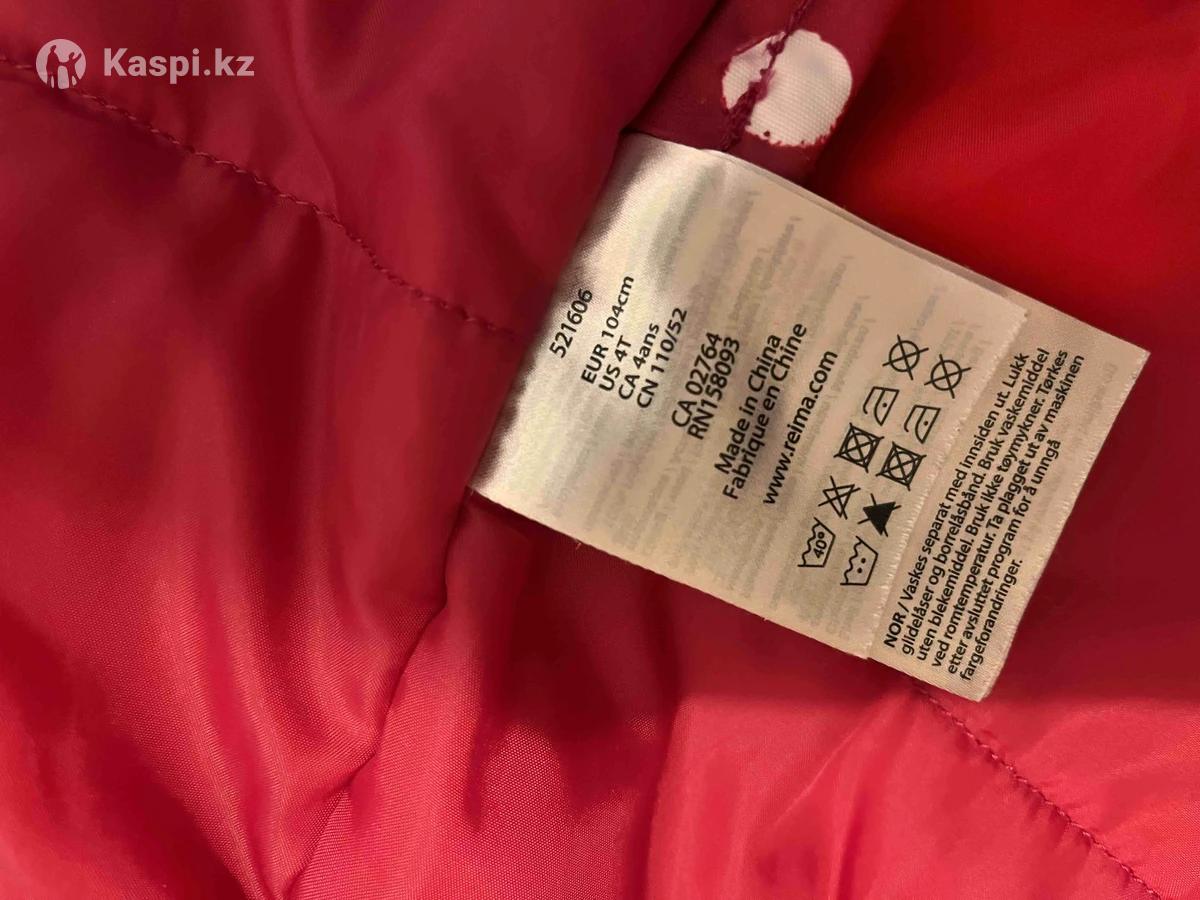 Kaspi.kz
521606
EUR 104cm
US 4T
CA 4ans
CN 110/52
CA 02764
RN158093
Made in China
Fabrique en Chine
www.reima.com
40°
NOR / Vaskes separat med innsiden ut. Lukk
glidelåser og borrelåsbånd. Bruk vaskemiddel
uten blekemiddel. Bruk ikke tøymykner. Tørkes
ved romtemperatur. Ta plagget ut av maskinen
etter avsluttet program for å unngå
fargeforandringer.